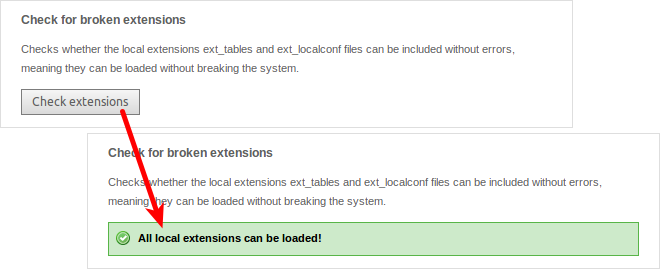 Check for broken extensions
Checks whether the local extensions ext_tables and ext_localconf files can be included without errors,
meaning they can be loaded without breaking the system.
Check extensions
Check for broken extensions
Checks whether the local extensions ext_tables and ext_localconf files can be included without errors,
meaning they can be loaded without breaking the system.
All local extensions can be loaded!